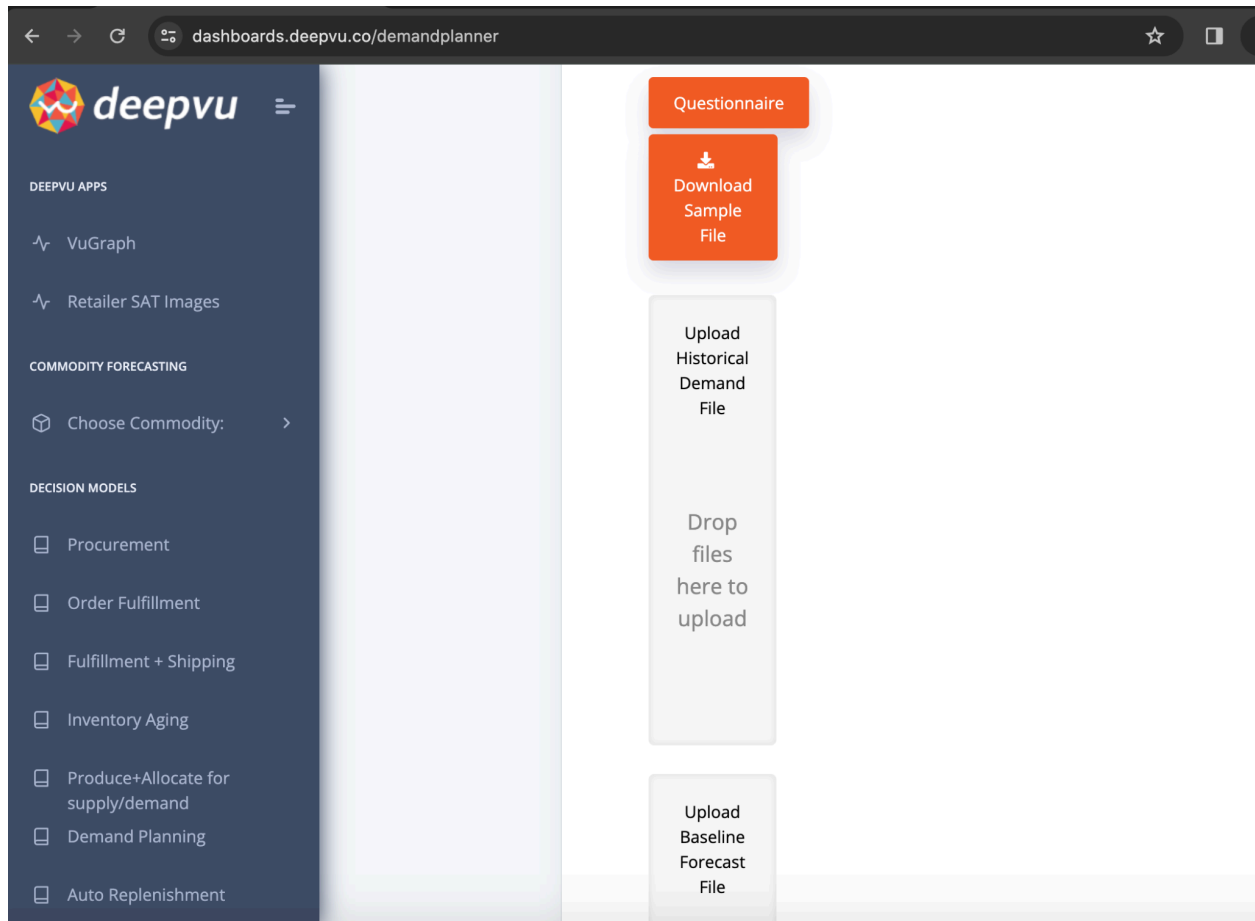 dashboards.deepvu.co/demandplanner
deepvu
DEEPVU APPS
VuGraph
Retailer SAT Images
COMMODITY FORECASTING
Choose Commodity:
DECISION MODELS
Procurement
Order Fulfillment
Fulfillment + Shipping
Inventory Aging
Produce+Allocate for
supply/demand
Demand Planning
Auto Replenishment
Questionnaire
Download
Sample
File
Upload
Historical
Demand
File
Drop
files
here to
upload
Upload
Baseline
Forecast
File